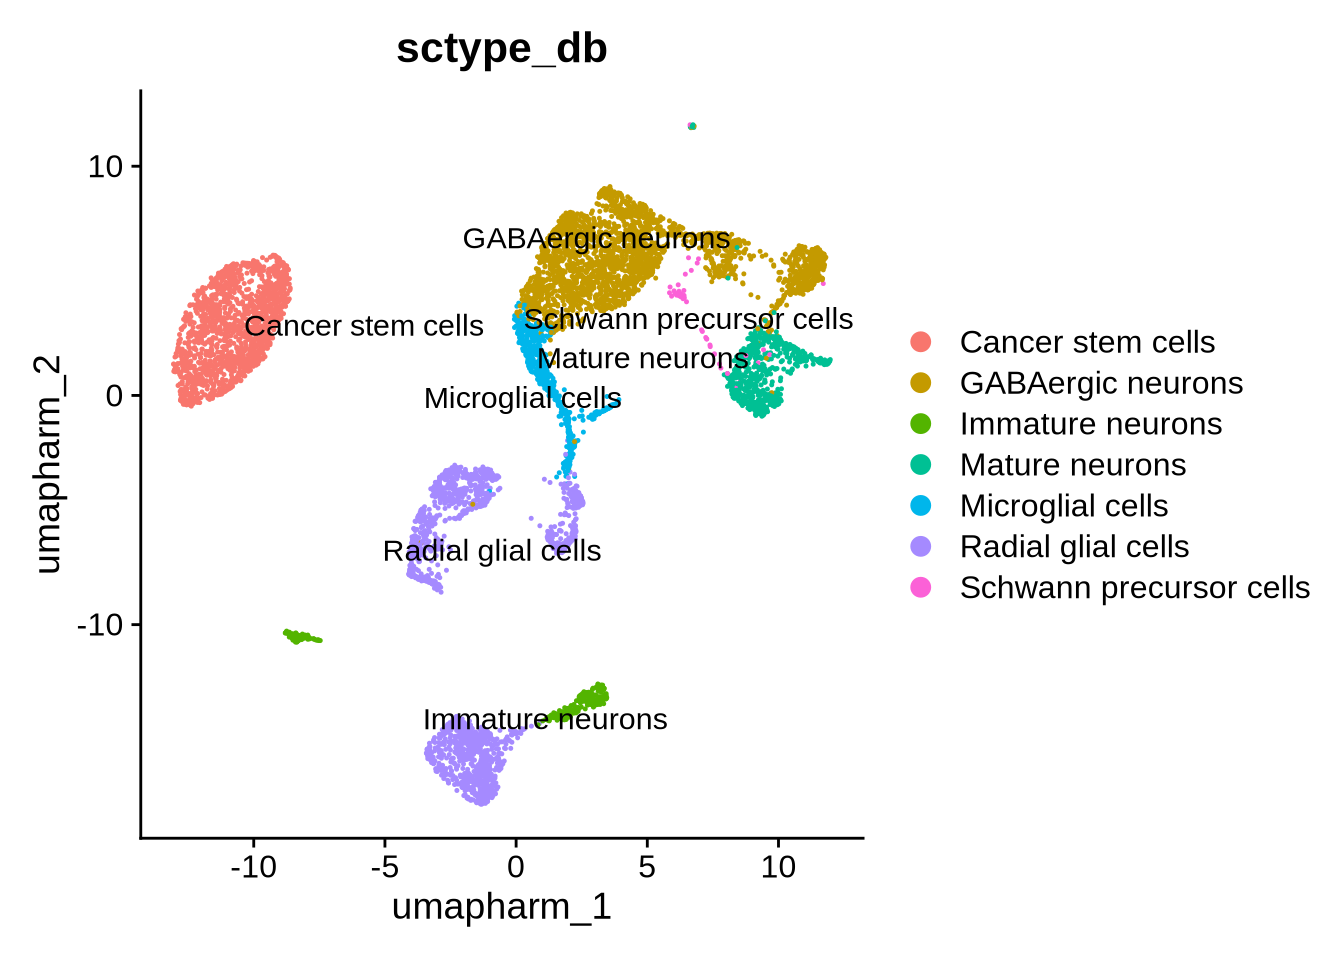 sctype_db
10
0
-10
umapharm_2
GABAergic neurons
Cancer stem cells
Schwann precursor cells
Mature neurons
Microglial cells
Radial glial cells
Immature neurons
-10
-5
0
5
10
umapharm_1
Cancer stem cells
GABAergic neurons
Immature neurons
Mature neurons
Microglial cells
Radial glial cells
Schwann precursor cells